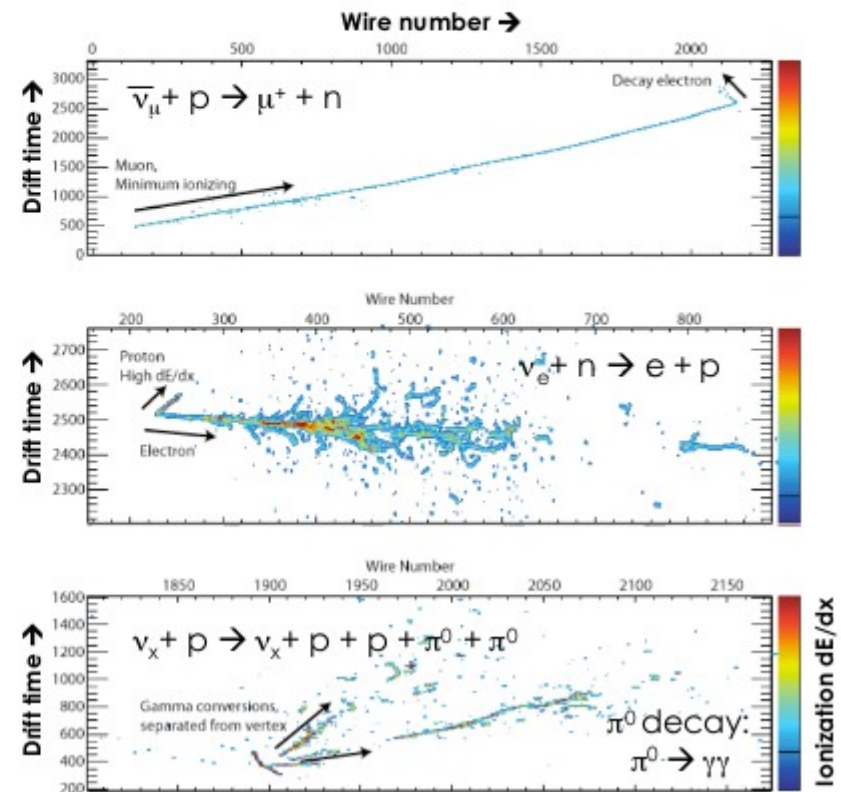 Wire number →
0 500 1000 1500 2000
Drift time →
3000
2500
2000
1500
1000
500
0
ν̅μ + p → μ+ + n
Decay electron
Muon,
Minimum ionizing
Wire Number
200 300 400 500 600 700 800
Drift time →
2700
2600
2500
2400
2300
Proton
High dE/dx
Electron
νe + n → e + p
Wire Number
1850 1900 1950 2000 2050 2100 2150
Drift time →
1600
1400
1200
1000
800
600
400
200
νx + p → νx + p + p + π0 + π0
Gamma conversions,
separated from vertex
π0 decay:
π0 → γγ
Ionization dE/dx